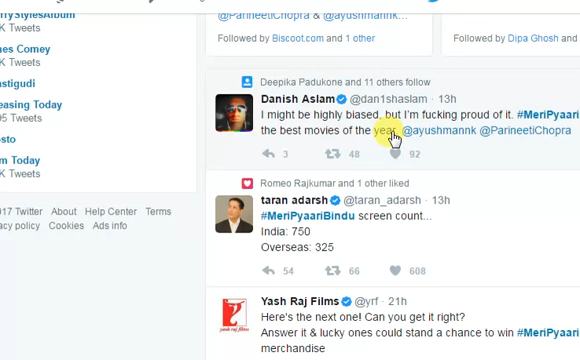 rryStylesAlbum
K Tweets
nes Comey
K Tweets
astigudi
easing Today
95 Tweets
osto
m Today
K Tweets
017 Twitter About Help Center Terms
acy policy Cookies Ads info
@ParineetiChopra & @ayushmannk...
Followed by Biscoot.com and 1 other
Followed by Dipa Ghosh and
Deepika Padukone and 11 others follow
Danish Aslam @dan1shaslam · 13h
I might be highly biased, but I'm fucking proud of it. #MeriPyaari
the best movies of the year. @ayushmannk @ParineetiChopra
3 48 92
Romeo Rajkumar and 1 other liked
taran adarsh @taran_adarsh · 13h
#MeriPyaariBindu screen count...
India: 750
Overseas: 325
54 66 608
Yash Raj Films @yrf · 21h
Here's the next one! Can you get it right?
Answer it & lucky ones could stand a chance to win #MeriPyaari
merchandise